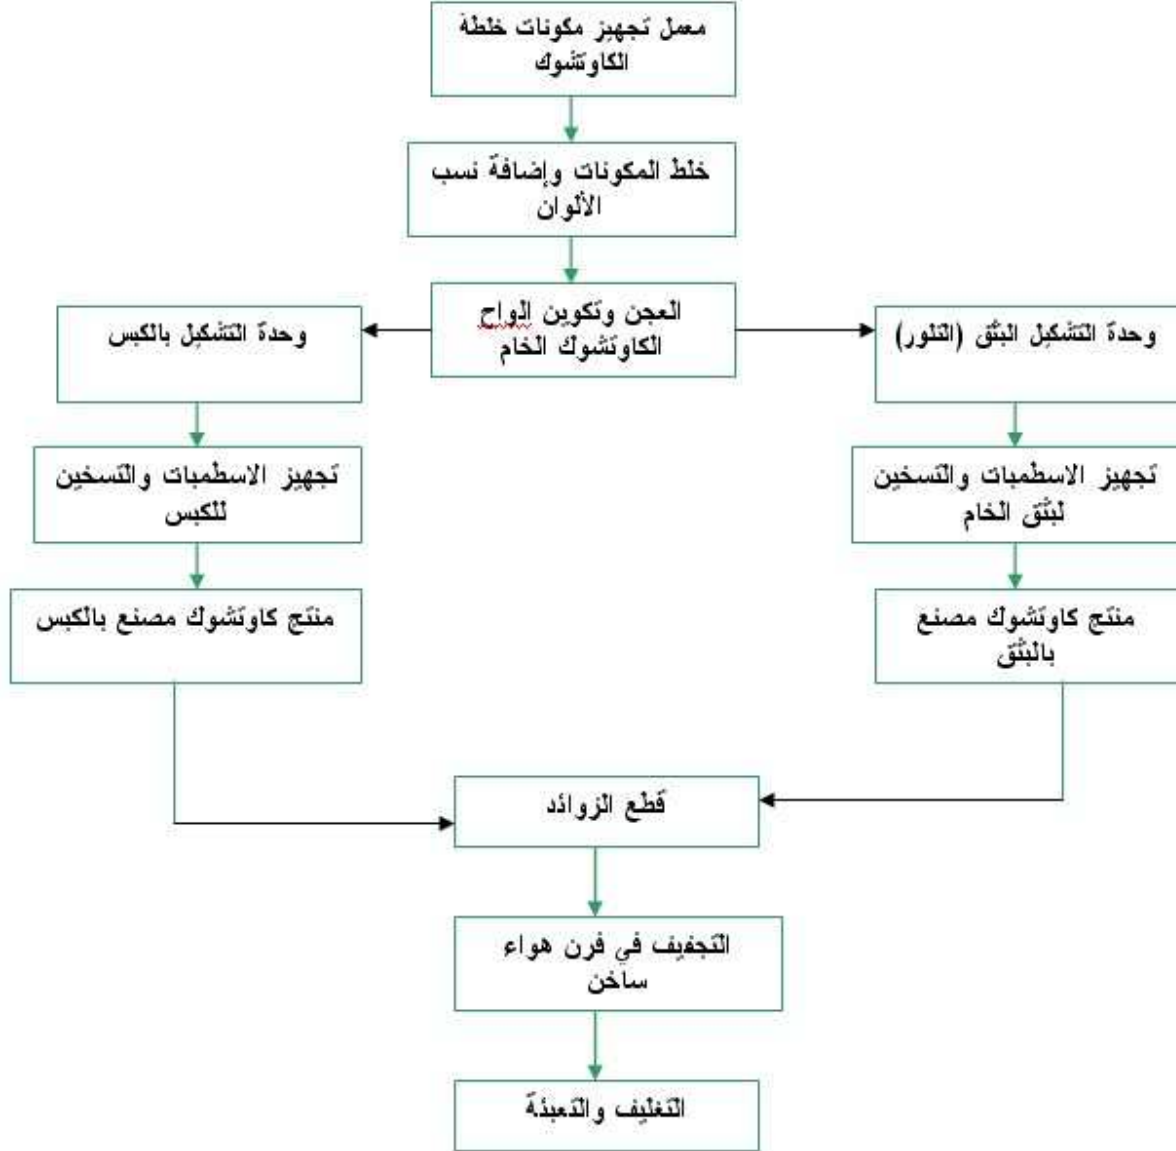 معمل تجهيز مكونات خلطة
الكاوتشوك
خلط المكونات وإضافة نسب
الألوان
العجن وتكوين الواح
الكاوتشوك الخام
وحدة التشكيل البثق (التلور)
وحدة التشكيل بالكبس
تجهيز الاسطمبات والتسخين
لبثق الخام
تجهيز الاسطمبات والتسخين
للكبس
منتج كاوتشوك مصنع
بالبثق
منتج كاوتشوك مصنع بالكبس
قطع الزوائد
التجفيف في فرن هواء
ساخن
التغليف والتعبئة